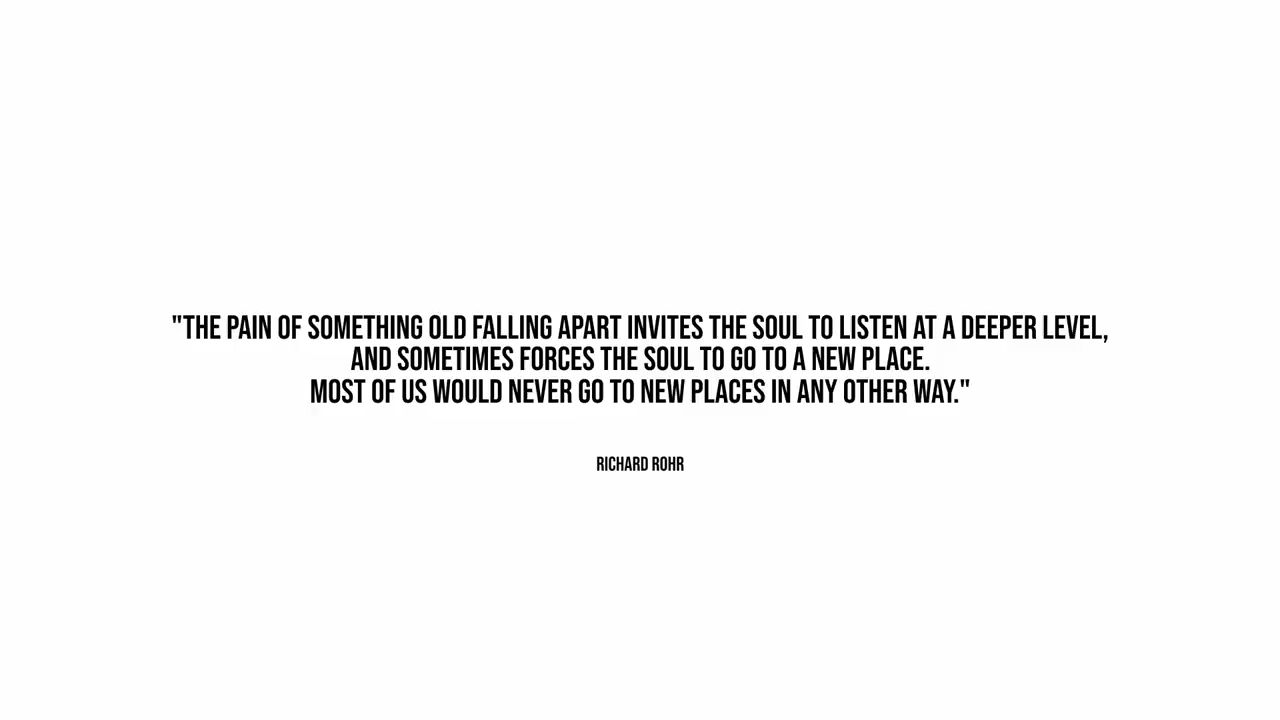 "THE PAIN OF SOMETHING OLD FALLING APART INVITES THE SOUL TO LISTEN AT A DEEPER LEVEL,
AND SOMETIMES FORCES THE SOUL TO GO TO A NEW PLACE.
MOST OF US WOULD NEVER GO TO NEW PLACES IN ANY OTHER WAY."
RICHARD ROHR